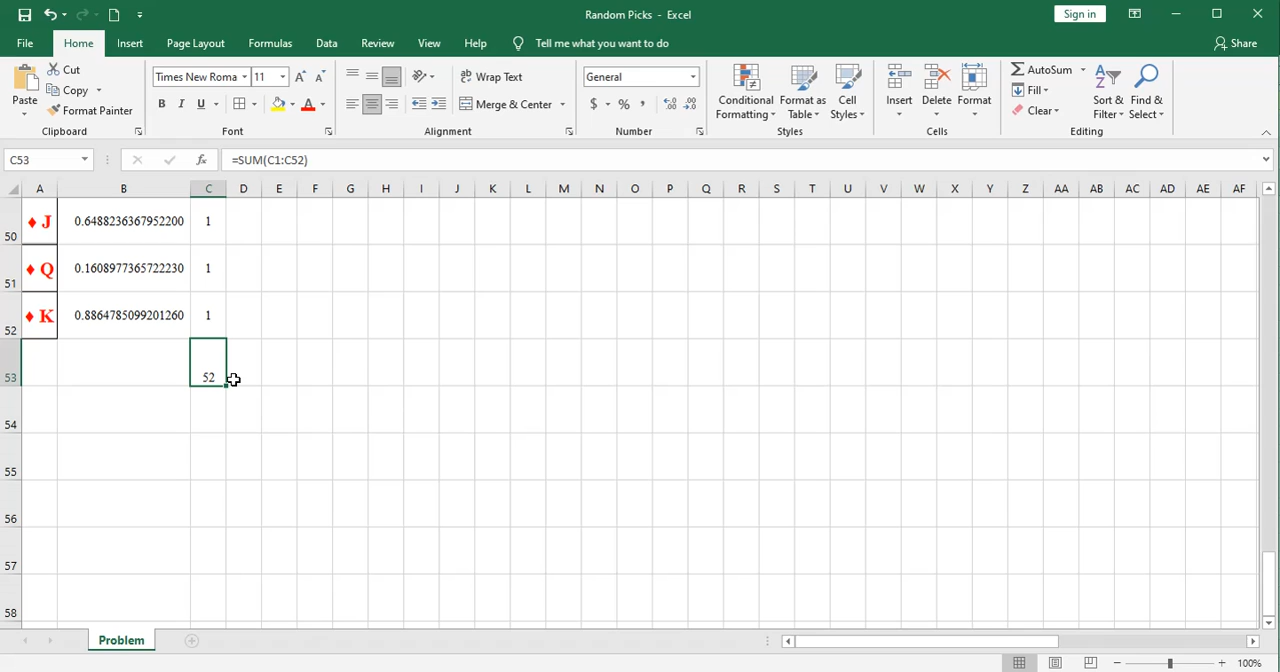 Random Picks - Excel
Sign in
File Home Insert Page Layout Formulas Data Review View Help Tell me what you want to do Share
Paste Cut Copy Format Painter Clipboard
Times New Roma 11 B I U A A A Font
ab Wrap Text Merge & Center Alignment
General $ % , Number
Conditional Formatting Format as Table Cell Styles Styles
Insert Delete Format Cells
AutoSum Fill Clear Sort & Filter Find & Select Editing
C53 fx =SUM(C1:C52)
A B C D E F G H I J K L M N O P Q R S T U V W X Y Z AA AB AC AD AE AF
50 ♦ J 0.6488236367952200 1
51 ♦ Q 0.1608977365722230 1
52 ♦ K 0.8864785099201260 1
53 52
54
55
56
57
58
Problem
100%